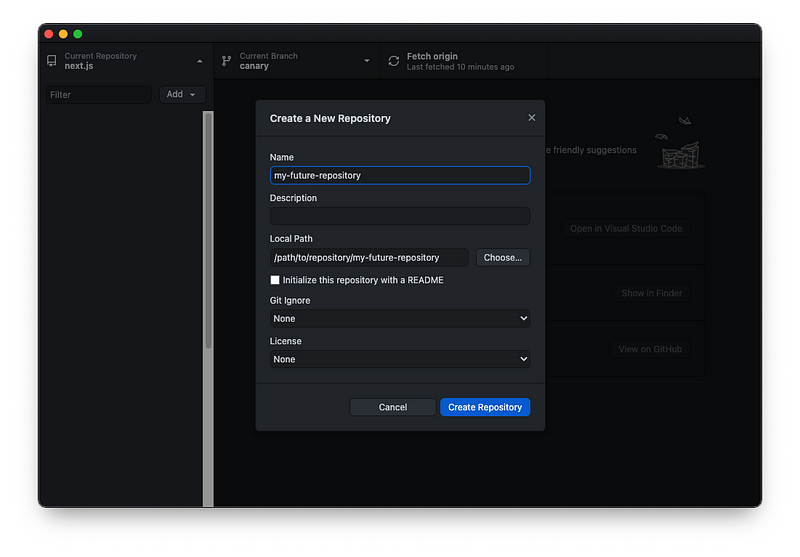 Current Repository
next.js
Current Branch
canary
Fetch origin
Last fetched 10 minutes ago
Filter
Add
Create a New Repository
Name
my-future-repository
Description
Local Path
/path/to/repository/my-future-repository
Choose...
Initialize this repository with a README
Git Ignore
None
License
None
Cancel
Create Repository
friendly suggestions
Open in Visual Studio Code
Show in Finder
View on GitHub